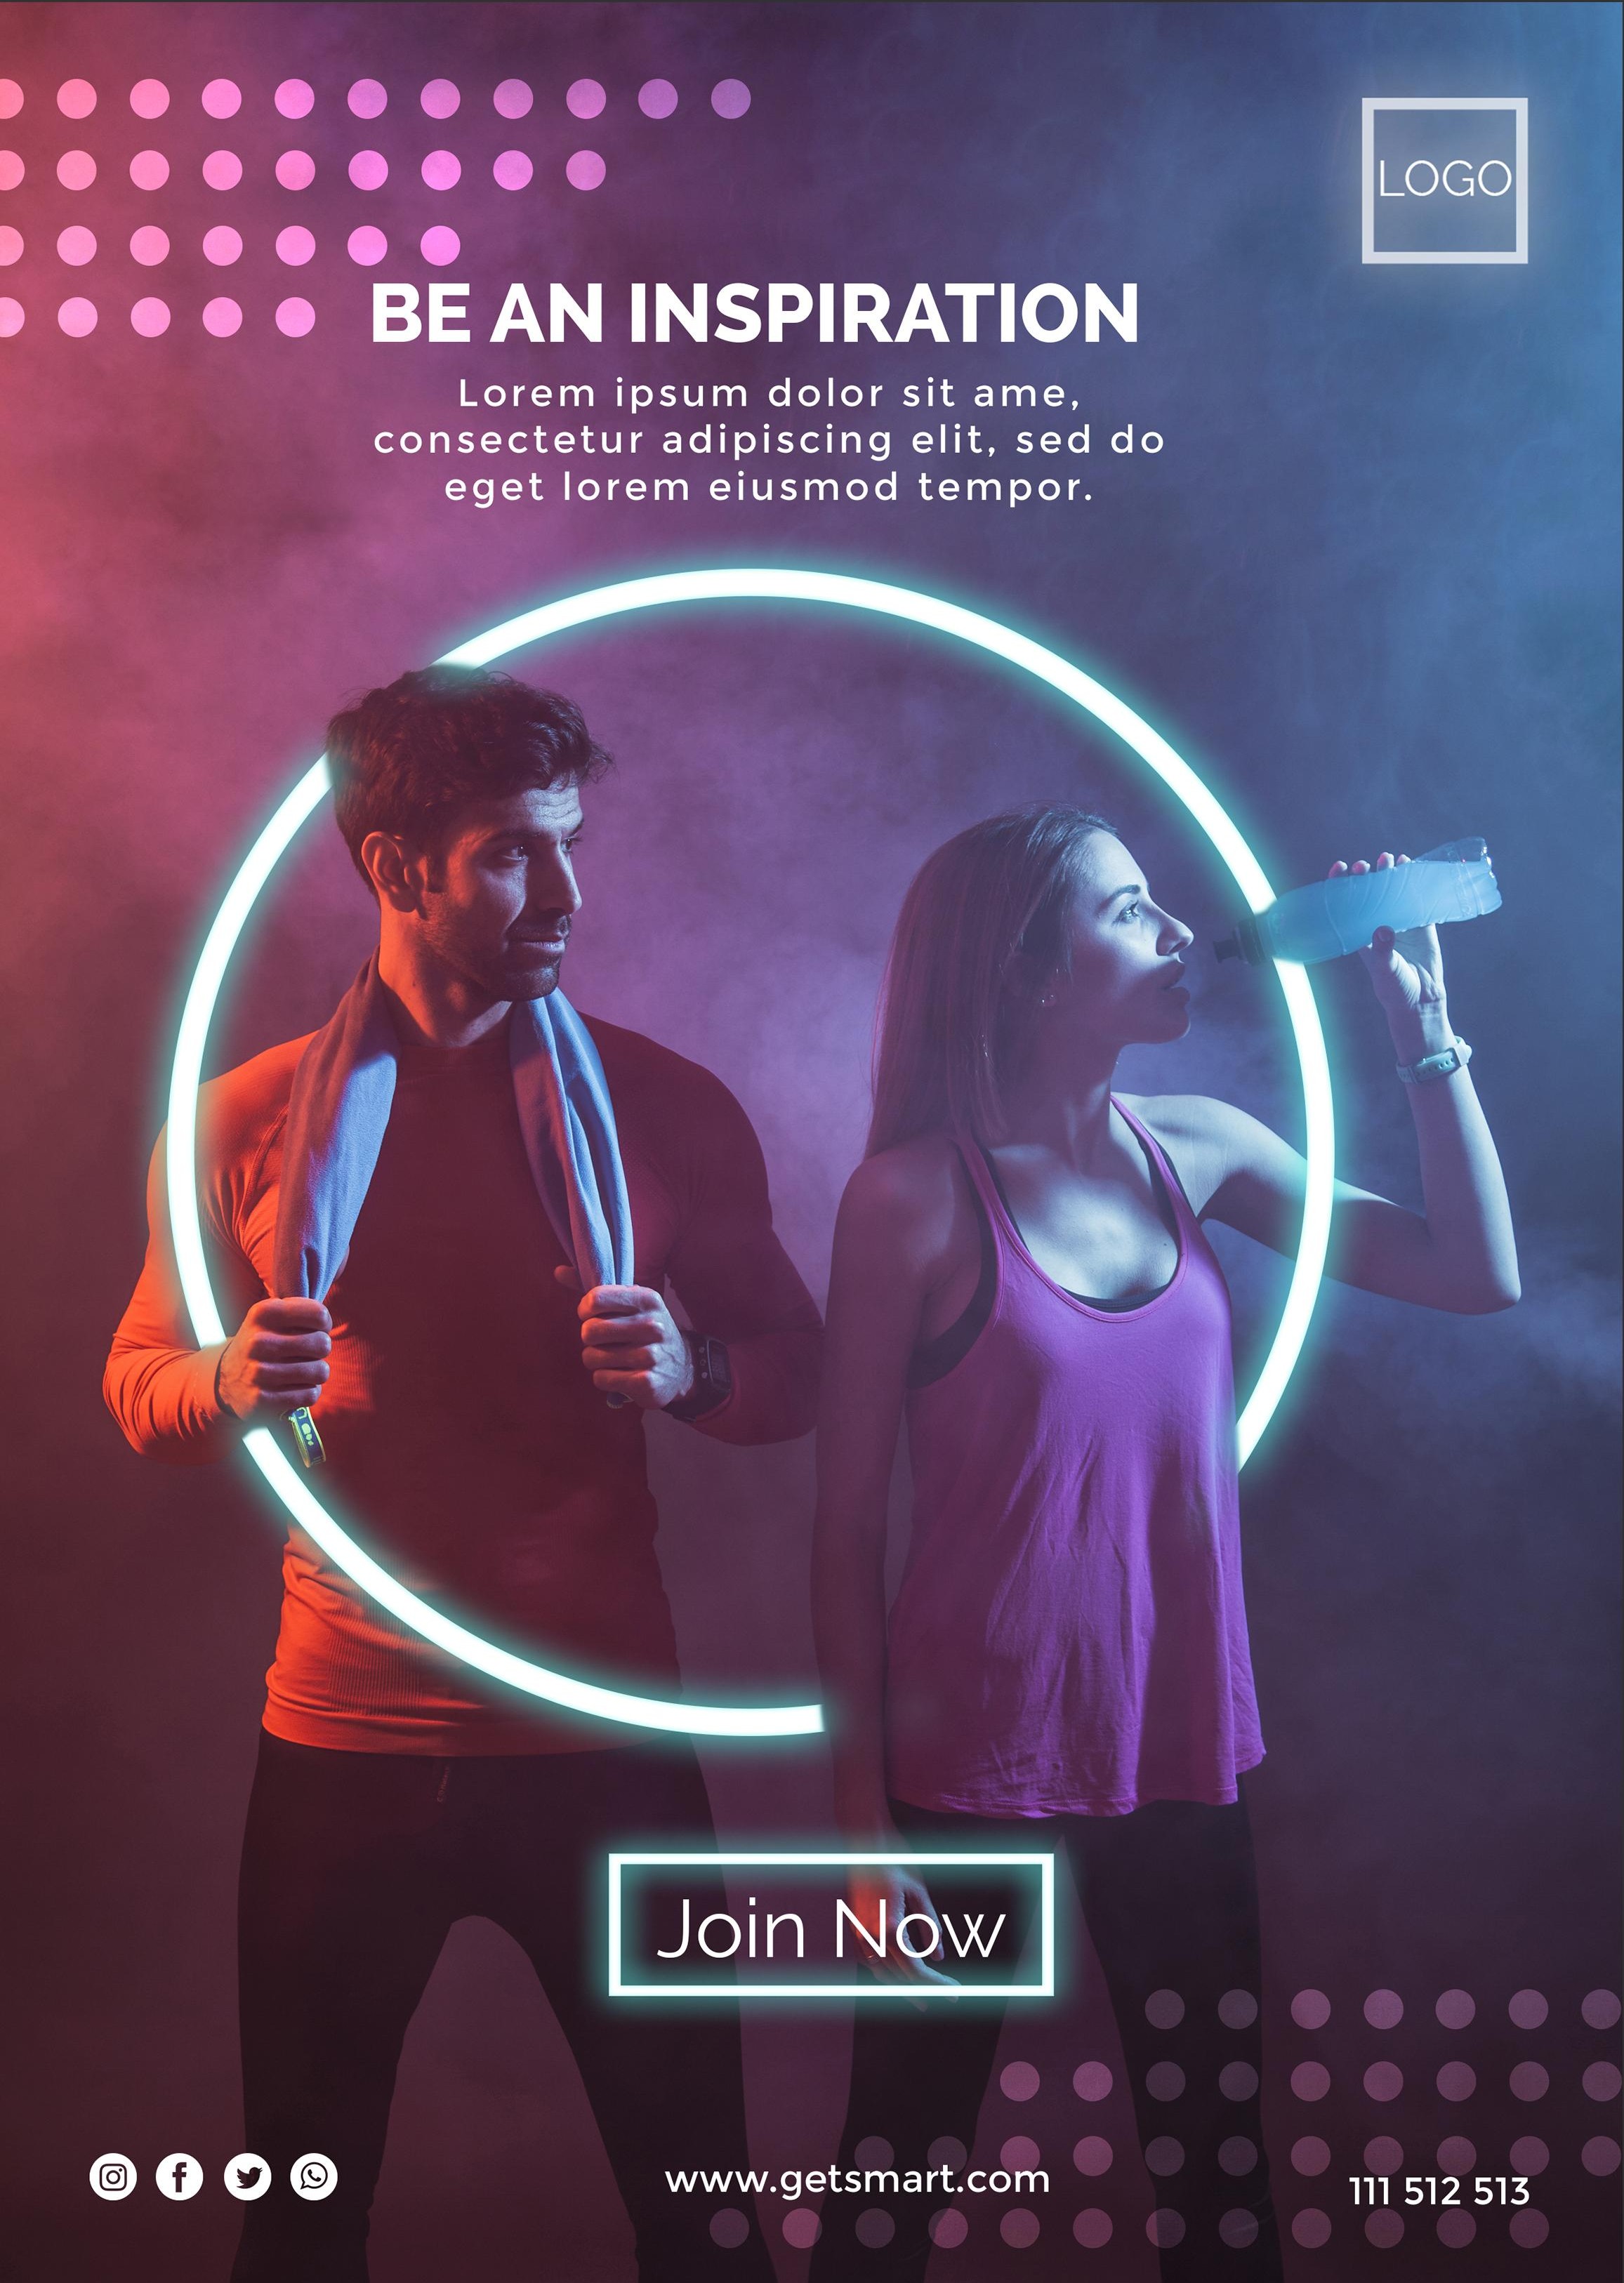 LOGO
BE AN INSPIRATION
Lorem ipsum dolor sit ame,
consectetur adipiscing elit, sed do
eget lorem eiusmod tempor.
Join Now
www.getsmart.com
111 512 513